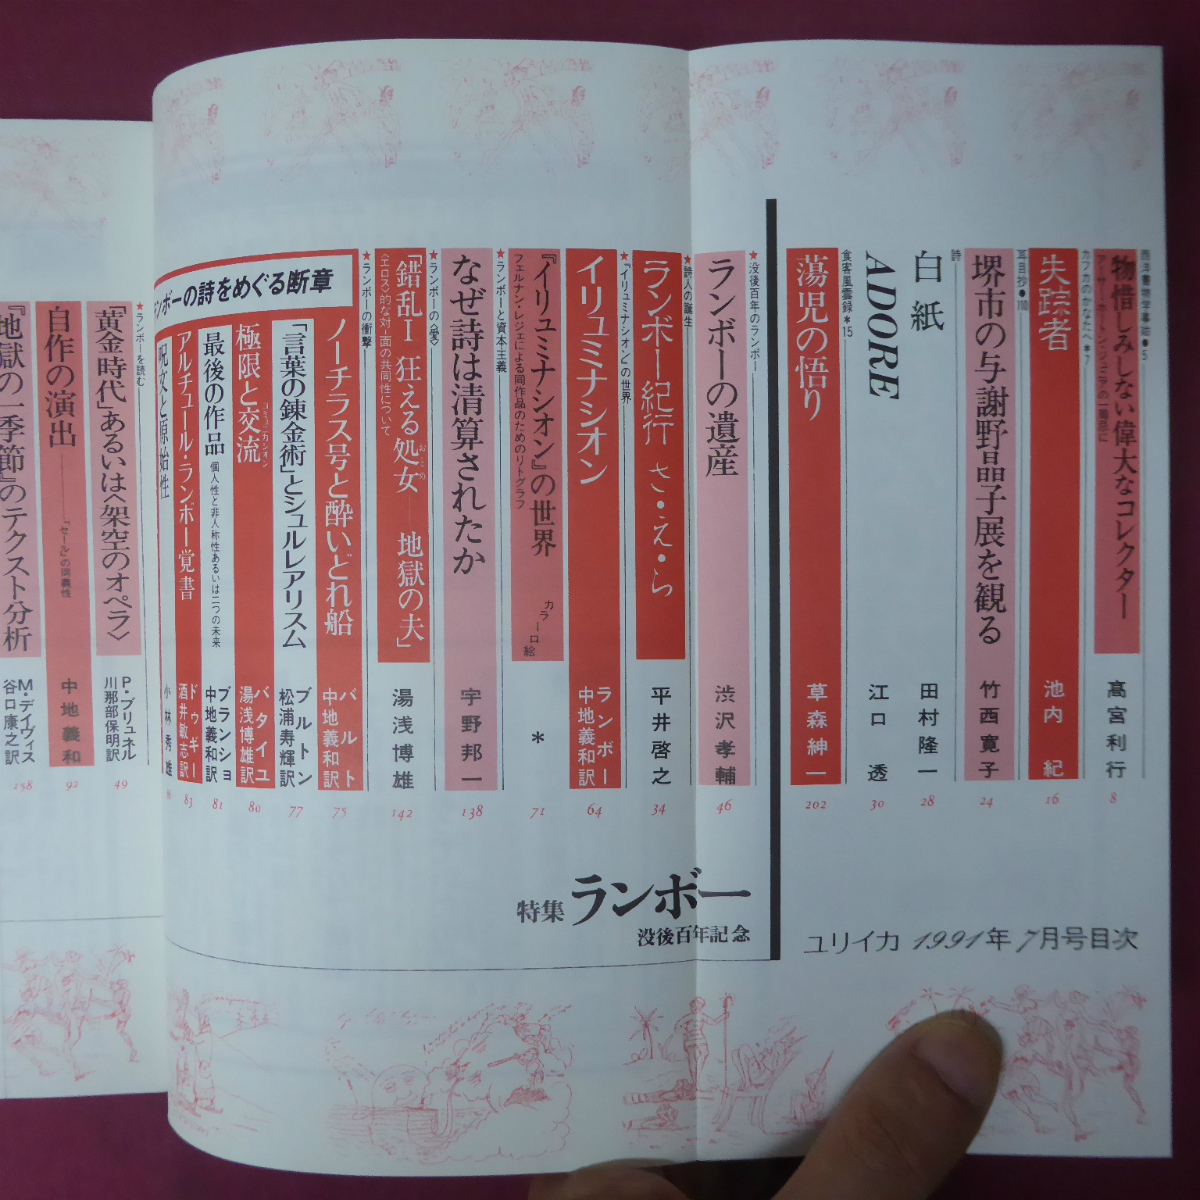 ユリイカ 1991年7月号目次
西洋書物学事始●5
物惜しみしない偉大なコレクター
髙宮利行
8
カフカのかなたへ●7
失踪者
池内紀
16
耳目抄●110
堺市の与謝野晶子展を観る
竹西寛子
24
詩
白紙
田村隆一
28
ADORE
江口透
30
食客風雲録●15
蕩児の悟り
草森紳一
202
特集 ランボー
没後百年記念
★没後百年のランボー
ランボーの遺産
渋沢孝輔
46
★詩人の誕生
ランボー紀行 さ・え・ら
平井啓之
34
★『イリュミナシオン』の世界
イリュミナシオン
ランボー
中地義和訳
64
『イリュミナシオン』の世界
フェルナン・レジェによる同作品のためのリトグラフ
カラー口絵
*
71
★ランボーと資本主義
なぜ詩は清算されたか
宇野邦一
138
★ランボーの〈愛〉
「錯乱I 狂える処女――地獄の夫」
おとめ
〈エロス〉的な対-面の共同性について
湯浅博雄
142
★ランボーの衝撃
ランボーの詩をめぐる断章
ノーチラス号と酔いどれ船
バルト
中地義和訳
75
「言葉の錬金術」とシュルレアリスム
ブルトン
松浦寿輝訳
77
極限と交流
コミュニカシオン
バタイユ
湯浅博雄訳
80
最後の作品
個人性と非人称性あるいは二つの未来
ブランショ
中地義和訳
81
アルチュール・ランボー覚書
ドゥギー
酒井敏志訳
83
呪文と原始性
小林秀雄
★ランボーを読む
「黄金時代」あるいは〈架空のオペラ〉
P・ブリュネル
川那部保明訳
49
自作の演出――「セール」の両義性
中地義和
92
『地獄の一季節』のテクスト分析
M・デイヴィス
谷口康之訳
158